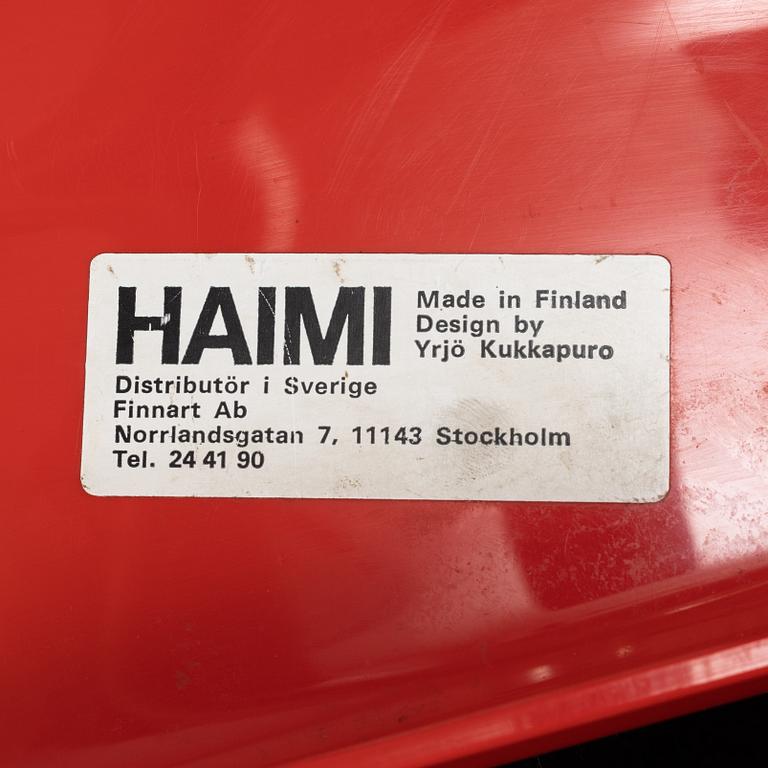 HAIMI
Made in Finland
Design by
Yrjö Kukkapuro
Distributör i Sverige
Finnart Ab
Norrlandsgatan 7, 11143 Stockholm
Tel. 24 41 90